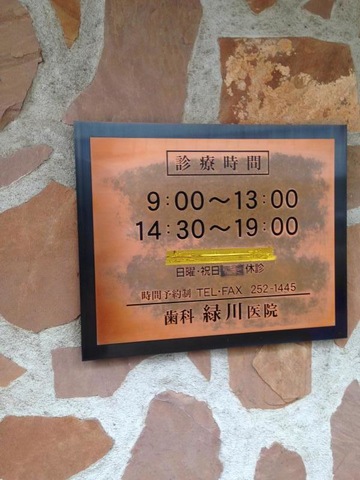 診療時間
9:00～13:00
14:30～19:00
日曜・祝日 休診
時間予約制 TEL・FAX 252-1445
歯科 緑川医院